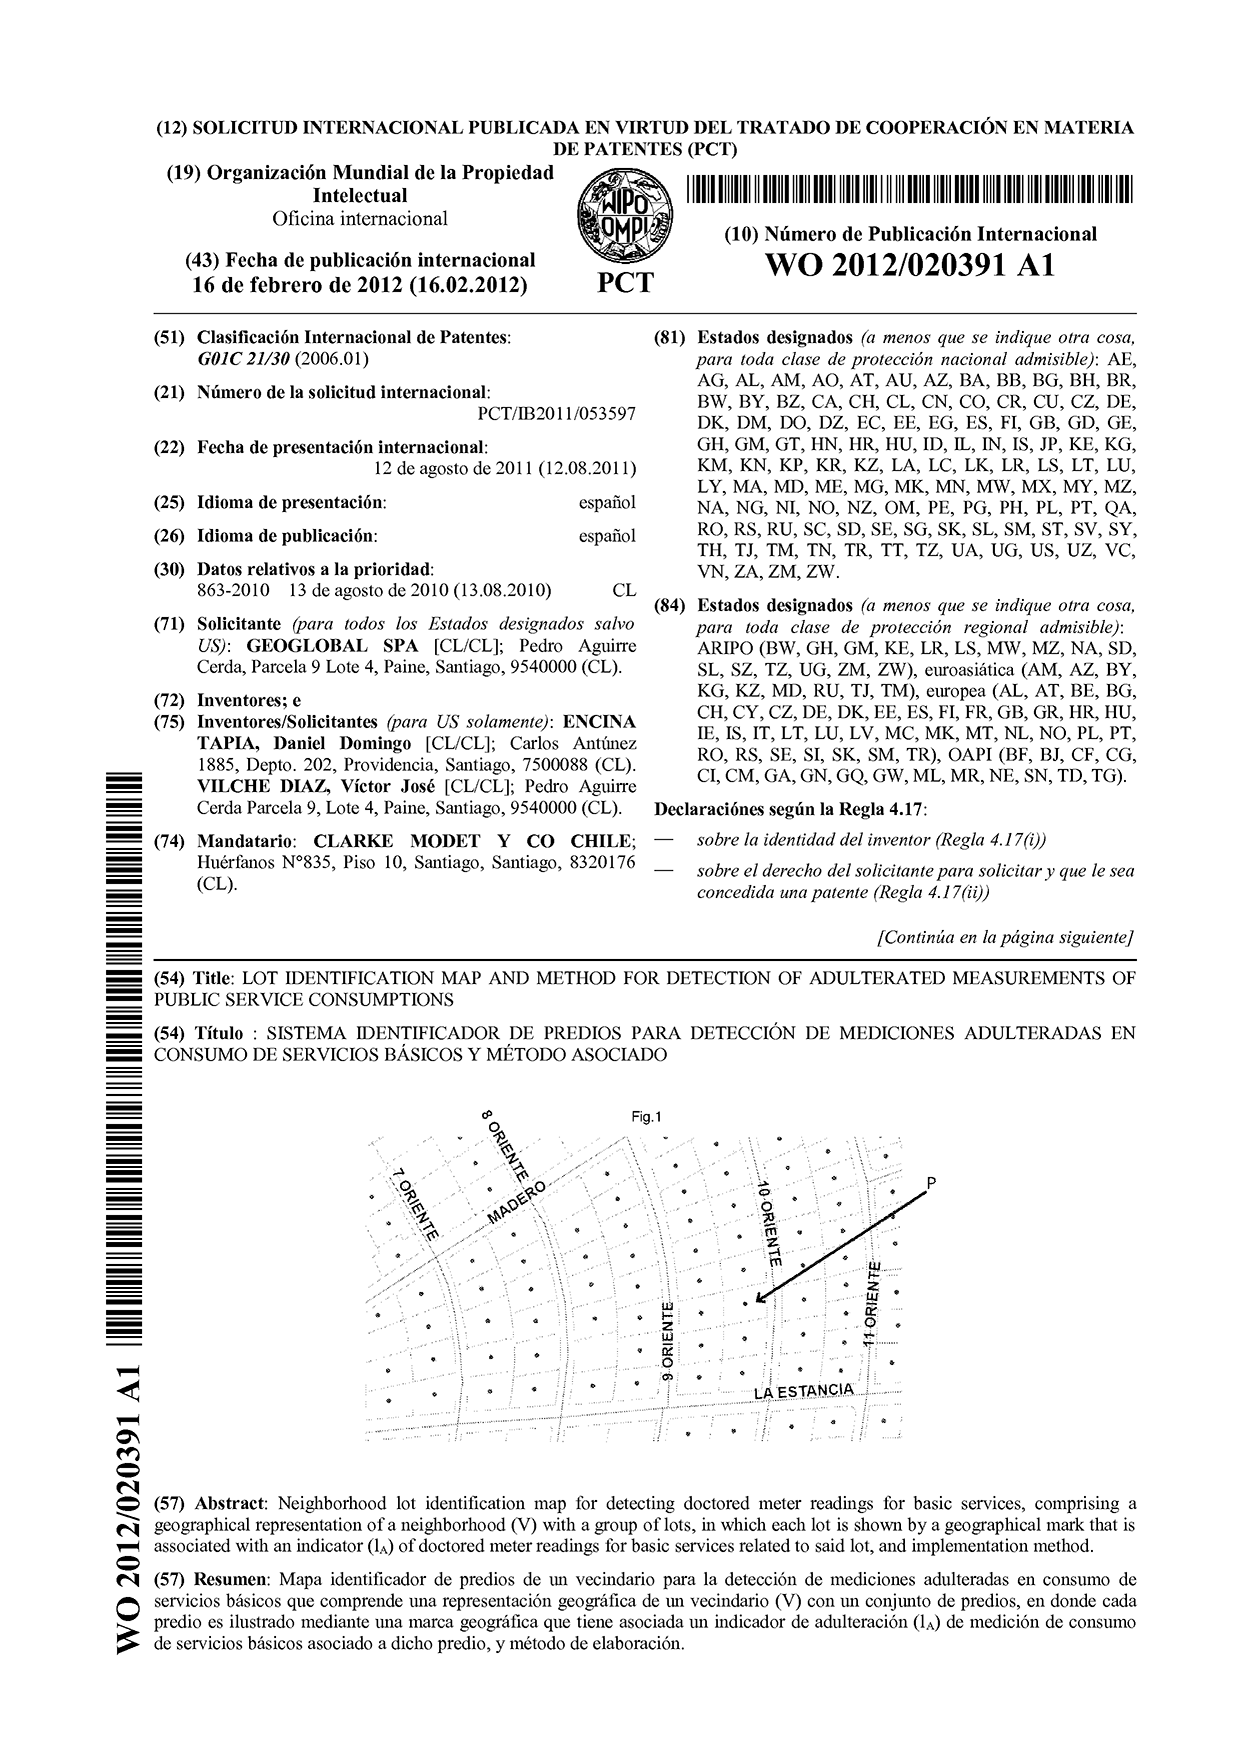 (12) SOLICITUD INTERNACIONAL PUBLICADA EN VIRTUD DEL TRATADO DE COOPERACIÓN EN MATERIA
DE PATENTES (PCT)
(19) Organización Mundial de la Propiedad
Intelectual
Oficina internacional
(43) Fecha de publicación internacional
16 de febrero de 2012 (16.02.2012)
WIPO
OMPI
PCT
(10) Número de Publicación Internacional
WO 2012/020391 A1
(51) Clasificación Internacional de Patentes:
G01C 21/30 (2006.01)
(21) Número de la solicitud internacional:
PCT/IB2011/053597
(22) Fecha de presentación internacional:
12 de agosto de 2011 (12.08.2011)
(25) Idioma de presentación: español
(26) Idioma de publicación: español
(30) Datos relativos a la prioridad:
863-2010 13 de agosto de 2010 (13.08.2010) CL
(71) Solicitante (para todos los Estados designados salvo
US): GEOGLOBAL SPA [CL/CL]; Pedro Aguirre
Cerda, Parcela 9 Lote 4, Paine, Santiago, 9540000 (CL).
(72) Inventores; e
(75) Inventores/Solicitantes (para US solamente): ENCINA
TAPIA, Daniel Domingo [CL/CL]; Carlos Antúnez
1885, Depto. 202, Providencia, Santiago, 7500088 (CL).
VILCHE DIAZ, Víctor José [CL/CL]; Pedro Aguirre
Cerda Parcela 9, Lote 4, Paine, Santiago, 9540000 (CL).
(74) Mandatario: CLARKE MODET Y CO CHILE;
Huérfanos N°835, Piso 10, Santiago, Santiago, 8320176
(CL).
(81) Estados designados (a menos que se indique otra cosa,
para toda clase de protección nacional admisible): AE,
AG, AL, AM, AO, AT, AU, AZ, BA, BB, BG, BH, BR,
BW, BY, BZ, CA, CH, CL, CN, CO, CR, CU, CZ, DE,
DK, DM, DO, DZ, EC, EE, EG, ES, FI, GB, GD, GE,
GH, GM, GT, HN, HR, HU, ID, IL, IN, IS, JP, KE, KG,
KM, KN, KP, KR, KZ, LA, LC, LK, LR, LS, LT, LU,
LY, MA, MD, ME, MG, MK, MN, MW, MX, MY, MZ,
NA, NG, NI, NO, NZ, OM, PE, PG, PH, PL, PT, QA,
RO, RS, RU, SC, SD, SE, SG, SK, SL, SM, ST, SV, SY,
TH, TJ, TM, TN, TR, TT, TZ, UA, UG, US, UZ, VC,
VN, ZA, ZM, ZW.
(84) Estados designados (a menos que se indique otra cosa,
para toda clase de protección regional admisible):
ARIPO (BW, GH, GM, KE, LR, LS, MW, MZ, NA, SD,
SL, SZ, TZ, UG, ZM, ZW), euroasiática (AM, AZ, BY,
KG, KZ, MD, RU, TJ, TM), europea (AL, AT, BE, BG,
CH, CY, CZ, DE, DK, EE, ES, FI, FR, GB, GR, HR, HU,
IE, IS, IT, LT, LU, LV, MC, MK, MT, NL, NO, PL, PT,
RO, RS, SE, SI, SK, SM, TR), OAPI (BF, BJ, CF, CG,
CI, CM, GA, GN, GQ, GW, ML, MR, NE, SN, TD, TG).
Declaraciónes según la Regla 4.17:
— sobre la identidad del inventor (Regla 4.17(i))
— sobre el derecho del solicitante para solicitar y que le sea
concedida una patente (Regla 4.17(ii))
[Continúa en la página siguiente]
(54) Title: LOT IDENTIFICATION MAP AND METHOD FOR DETECTION OF ADULTERATED MEASUREMENTS OF
PUBLIC SERVICE CONSUMPTIONS
(54) Título : SISTEMA IDENTIFICADOR DE PREDIOS PARA DETECCIÓN DE MEDICIONES ADULTERADAS EN
CONSUMO DE SERVICIOS BÁSICOS Y MÉTODO ASOCIADO
Fig.1
8 ORIENTE
7 ORIENTE
MADERO
10 ORIENTE
P
9 ORIENTE
11 ORIENTE
LA ESTANCIA
(57) Abstract: Neighborhood lot identification map for detecting doctored meter readings for basic services, comprising a
geographical representation of a neighborhood (V) with a group of lots, in which each lot is shown by a geographical mark that is
associated with an indicator (lA) of doctored meter readings for basic services related to said lot, and implementation method.
(57) Resumen: Mapa identificador de predios de un vecindario para la detección de mediciones adulteradas en consumo de
servicios básicos que comprende una representación geográfica de un vecindario (V) con un conjunto de predios, en donde cada
predio es ilustrado mediante una marca geográfica que tiene asociada un indicador de adulteración (lA) de medición de consumo
de servicios básicos asociado a dicho predio, y método de elaboración.
WO 2012/020391 A1